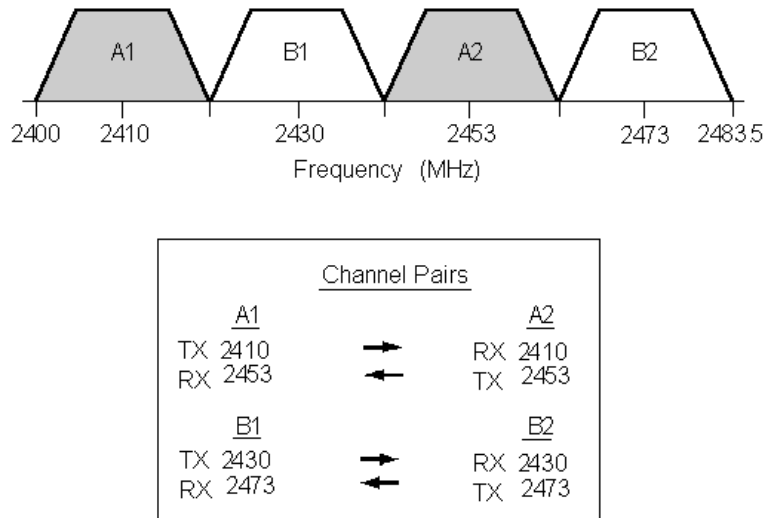 A1 B1 A2 B2
2400 2410 2430 2453 2473 2483.5
Frequency (MHz)
Channel Pairs
A1 A2
TX 2410 RX 2410
RX 2453 TX 2453
B1 B2
TX 2430 RX 2430
RX 2473 TX 2473